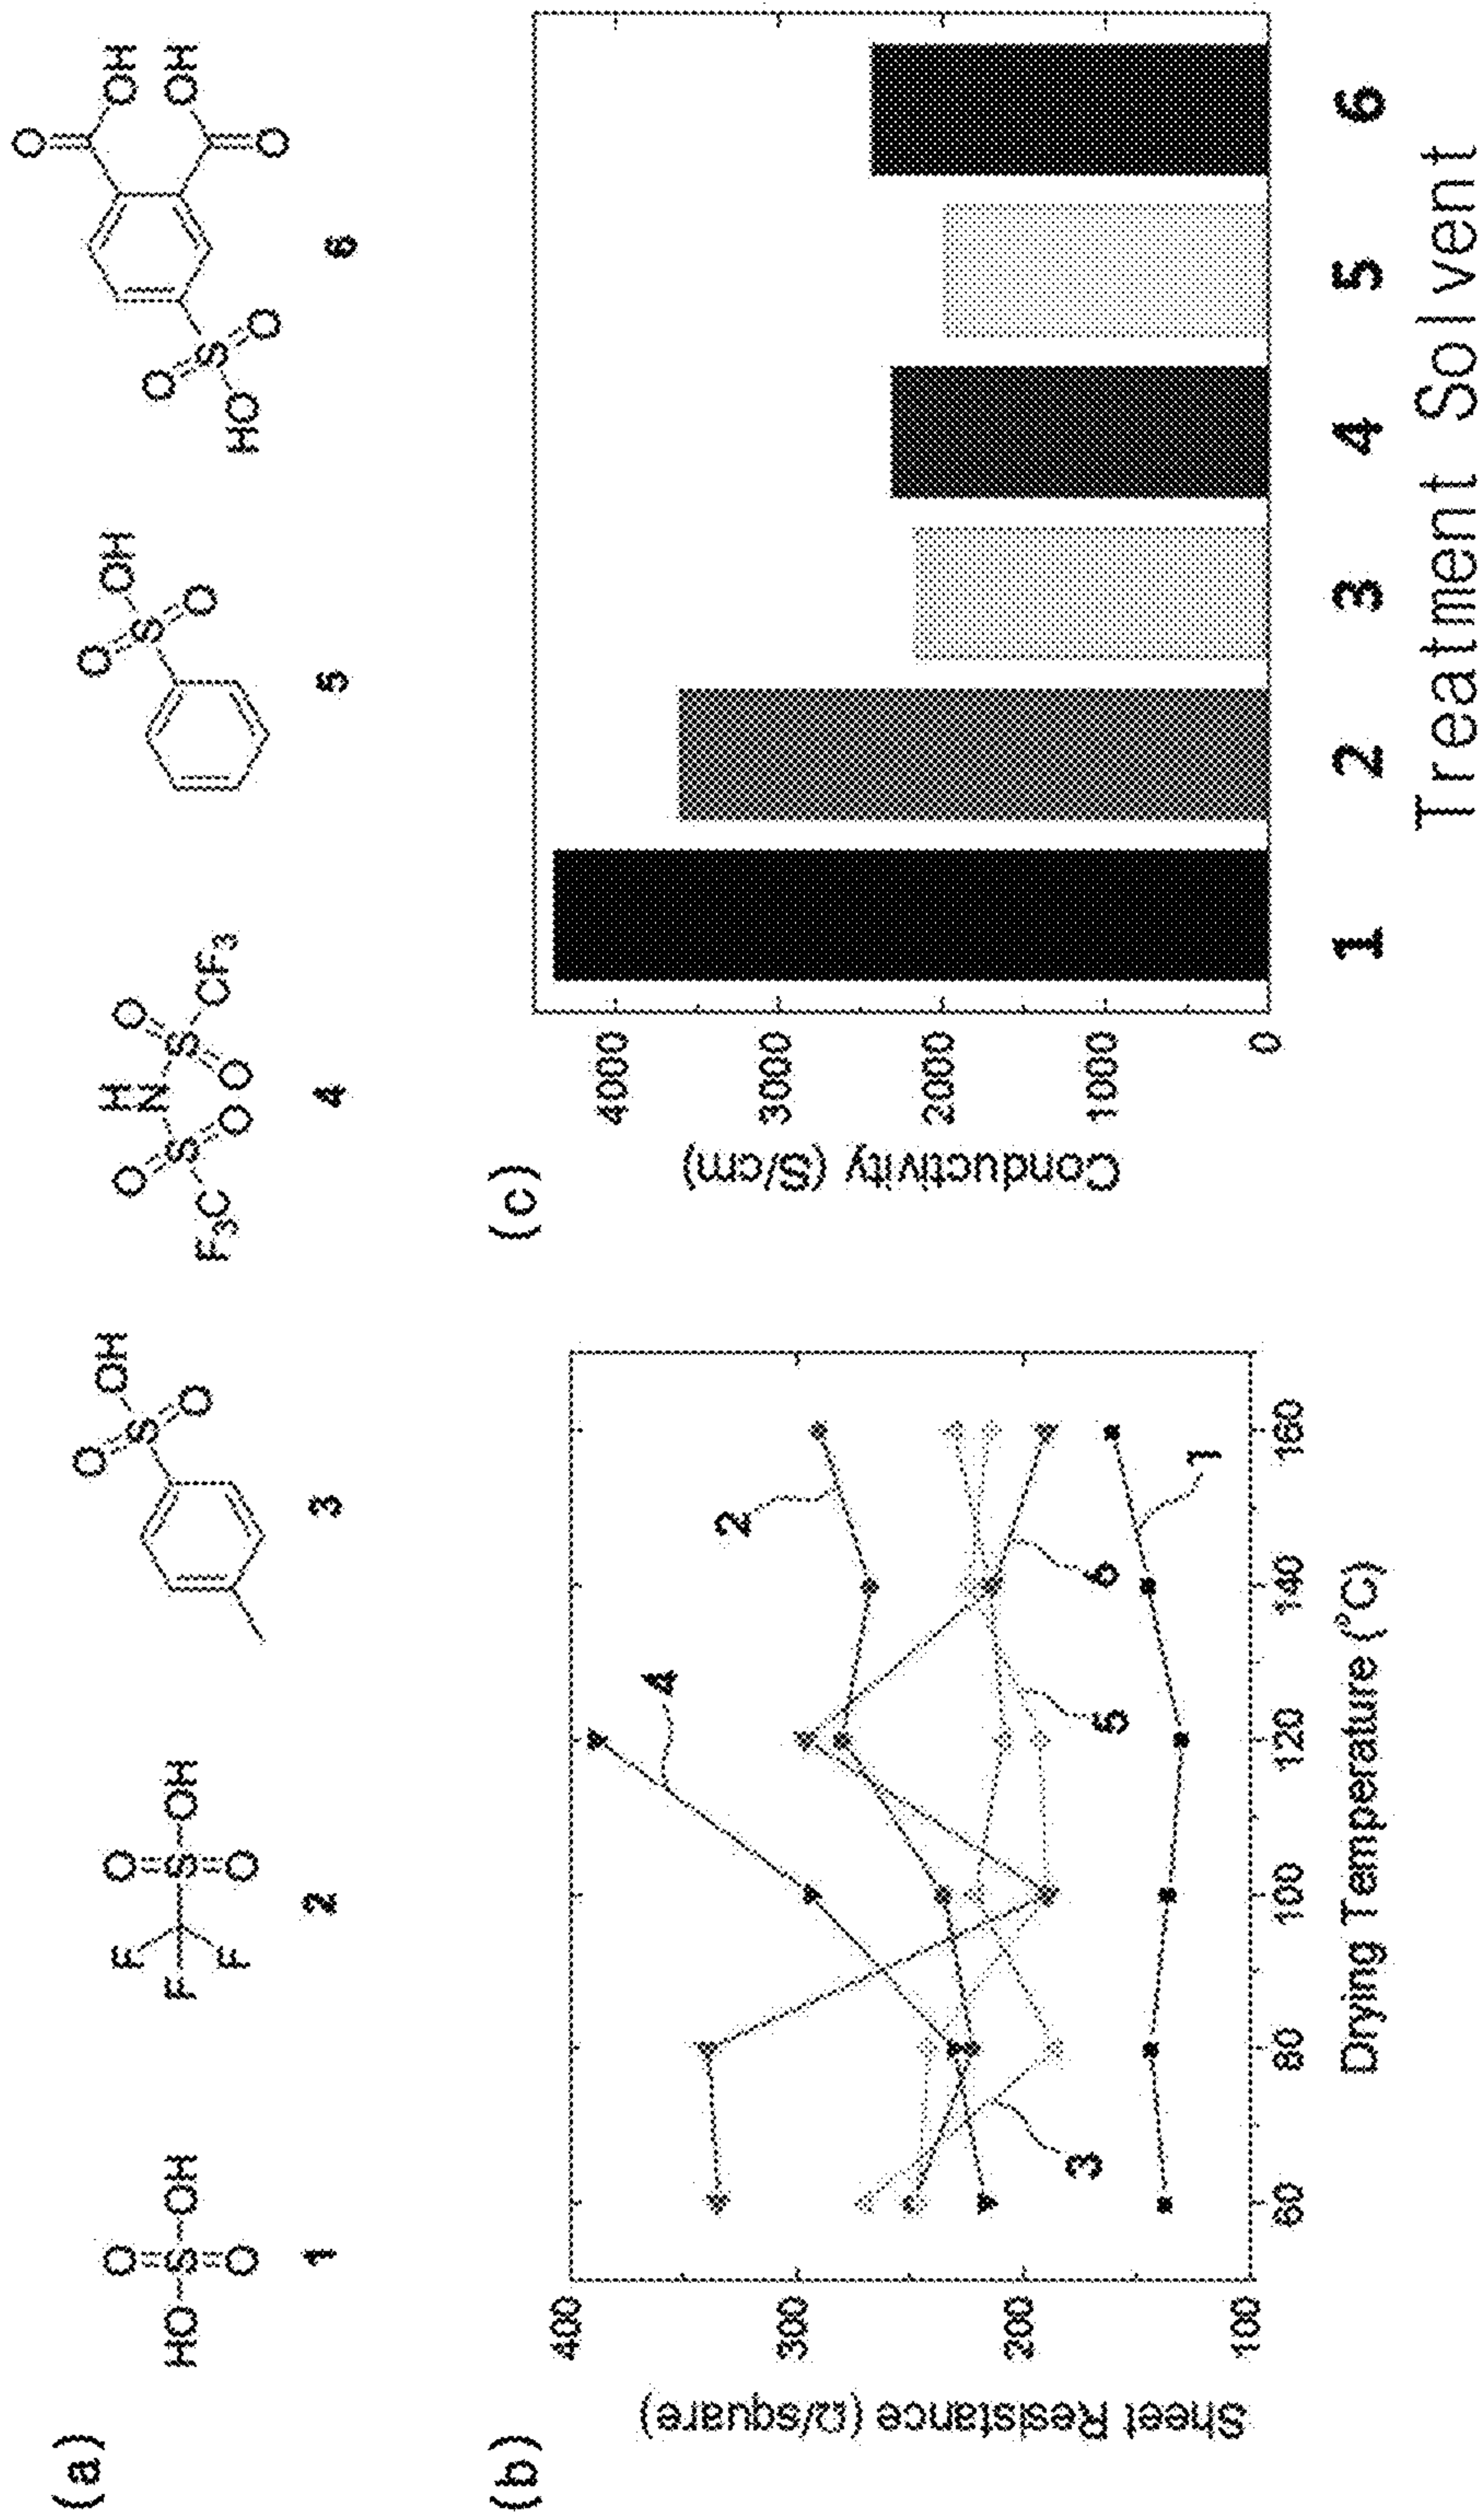 (a)
HO S OH
O
O
1
F
F
F
S OH
O
O
2
O
S
OH
O
3
H
N
O S S O
O O
F3C CF3
4
O
S
OH
O
5
O
OH
OH
O
O
S
O
HO
6
(b)
Sheet Resistance (Ω/square)
400
300
200
100
60 80 100 120 140 160
Drying Temperature (°C)
4
2
3
5
6
1
(c)
Conductivity (S/cm)
4000
3000
2000
1000
0
1 2 3 4 5 6
Treatment Solvent